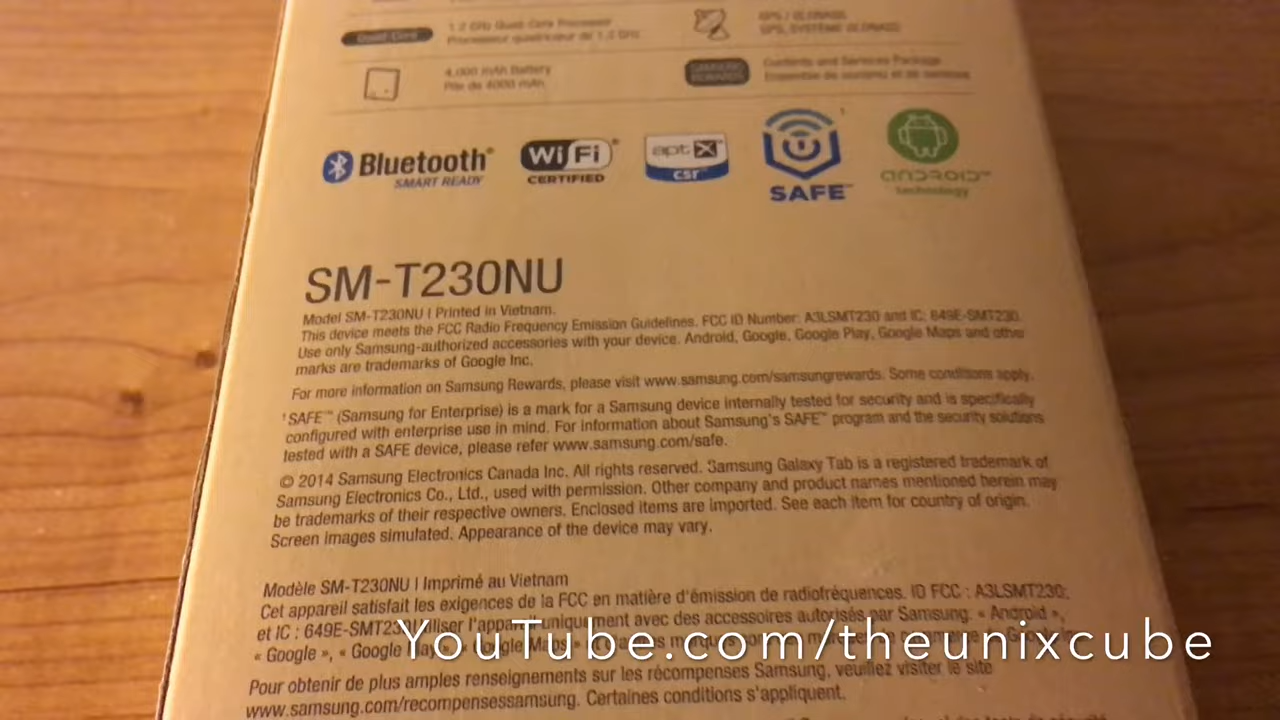 Quad Core
1.2 GHz Quad Core Processor
Processeur quadricœur de 1,2 GHz
GPS / GLONASS
GPS, SYSTÈME GLONASS
4,000 mAh Battery
Pile de 4000 mAh
SAMSUNG REWARDS
Contents and Services Package
Ensemble de contenu et de services
Bluetooth®
SMART READY
Wi Fi®
CERTIFIED
aptX
CSR
SAFE™ ¹
ANDROID™
technology
SM-T230NU
Model SM-T230NU I Printed in Vietnam.
This device meets the FCC Radio Frequency Emission Guidelines. FCC ID Number: A3LSMT230 and IC: 649E-SMT230.
Use only Samsung-authorized accessories with your device. Android, Google, Google Play, Google Maps and other
marks are trademarks of Google Inc.
For more information on Samsung Rewards, please visit www.samsung.com/samsungrewards. Some conditions apply.
¹ SAFE™ (Samsung for Enterprise) is a mark for a Samsung device internally tested for security and is specifically
configured with enterprise use in mind. For information about Samsung's SAFE™ program and the security solutions
tested with a SAFE device, please refer www.samsung.com/safe.
© 2014 Samsung Electronics Canada Inc. All rights reserved. Samsung Galaxy Tab is a registered trademark of
Samsung Electronics Co., Ltd., used with permission. Other company and product names mentioned herein may
be trademarks of their respective owners. Enclosed items are imported. See each item for country of origin.
Screen images simulated. Appearance of the device may vary.
Modèle SM-T230NU I Imprimé au Vietnam
Cet appareil satisfait les exigences de la FCC en matière d'émission de radiofréquences. ID FCC : A3LSMT230;
et IC : 649E-SMT230. Utiliser l'appareil uniquement avec des accessoires autorisés par Samsung. « Android »,
« Google », « Google Play », « Google Maps »
YouTube.com/theunixcube
Pour obtenir de plus amples renseignements sur les récompenses Samsung, veuillez visiter le site
www.samsung.com/recompensessamsung. Certaines conditions s'appliquent.